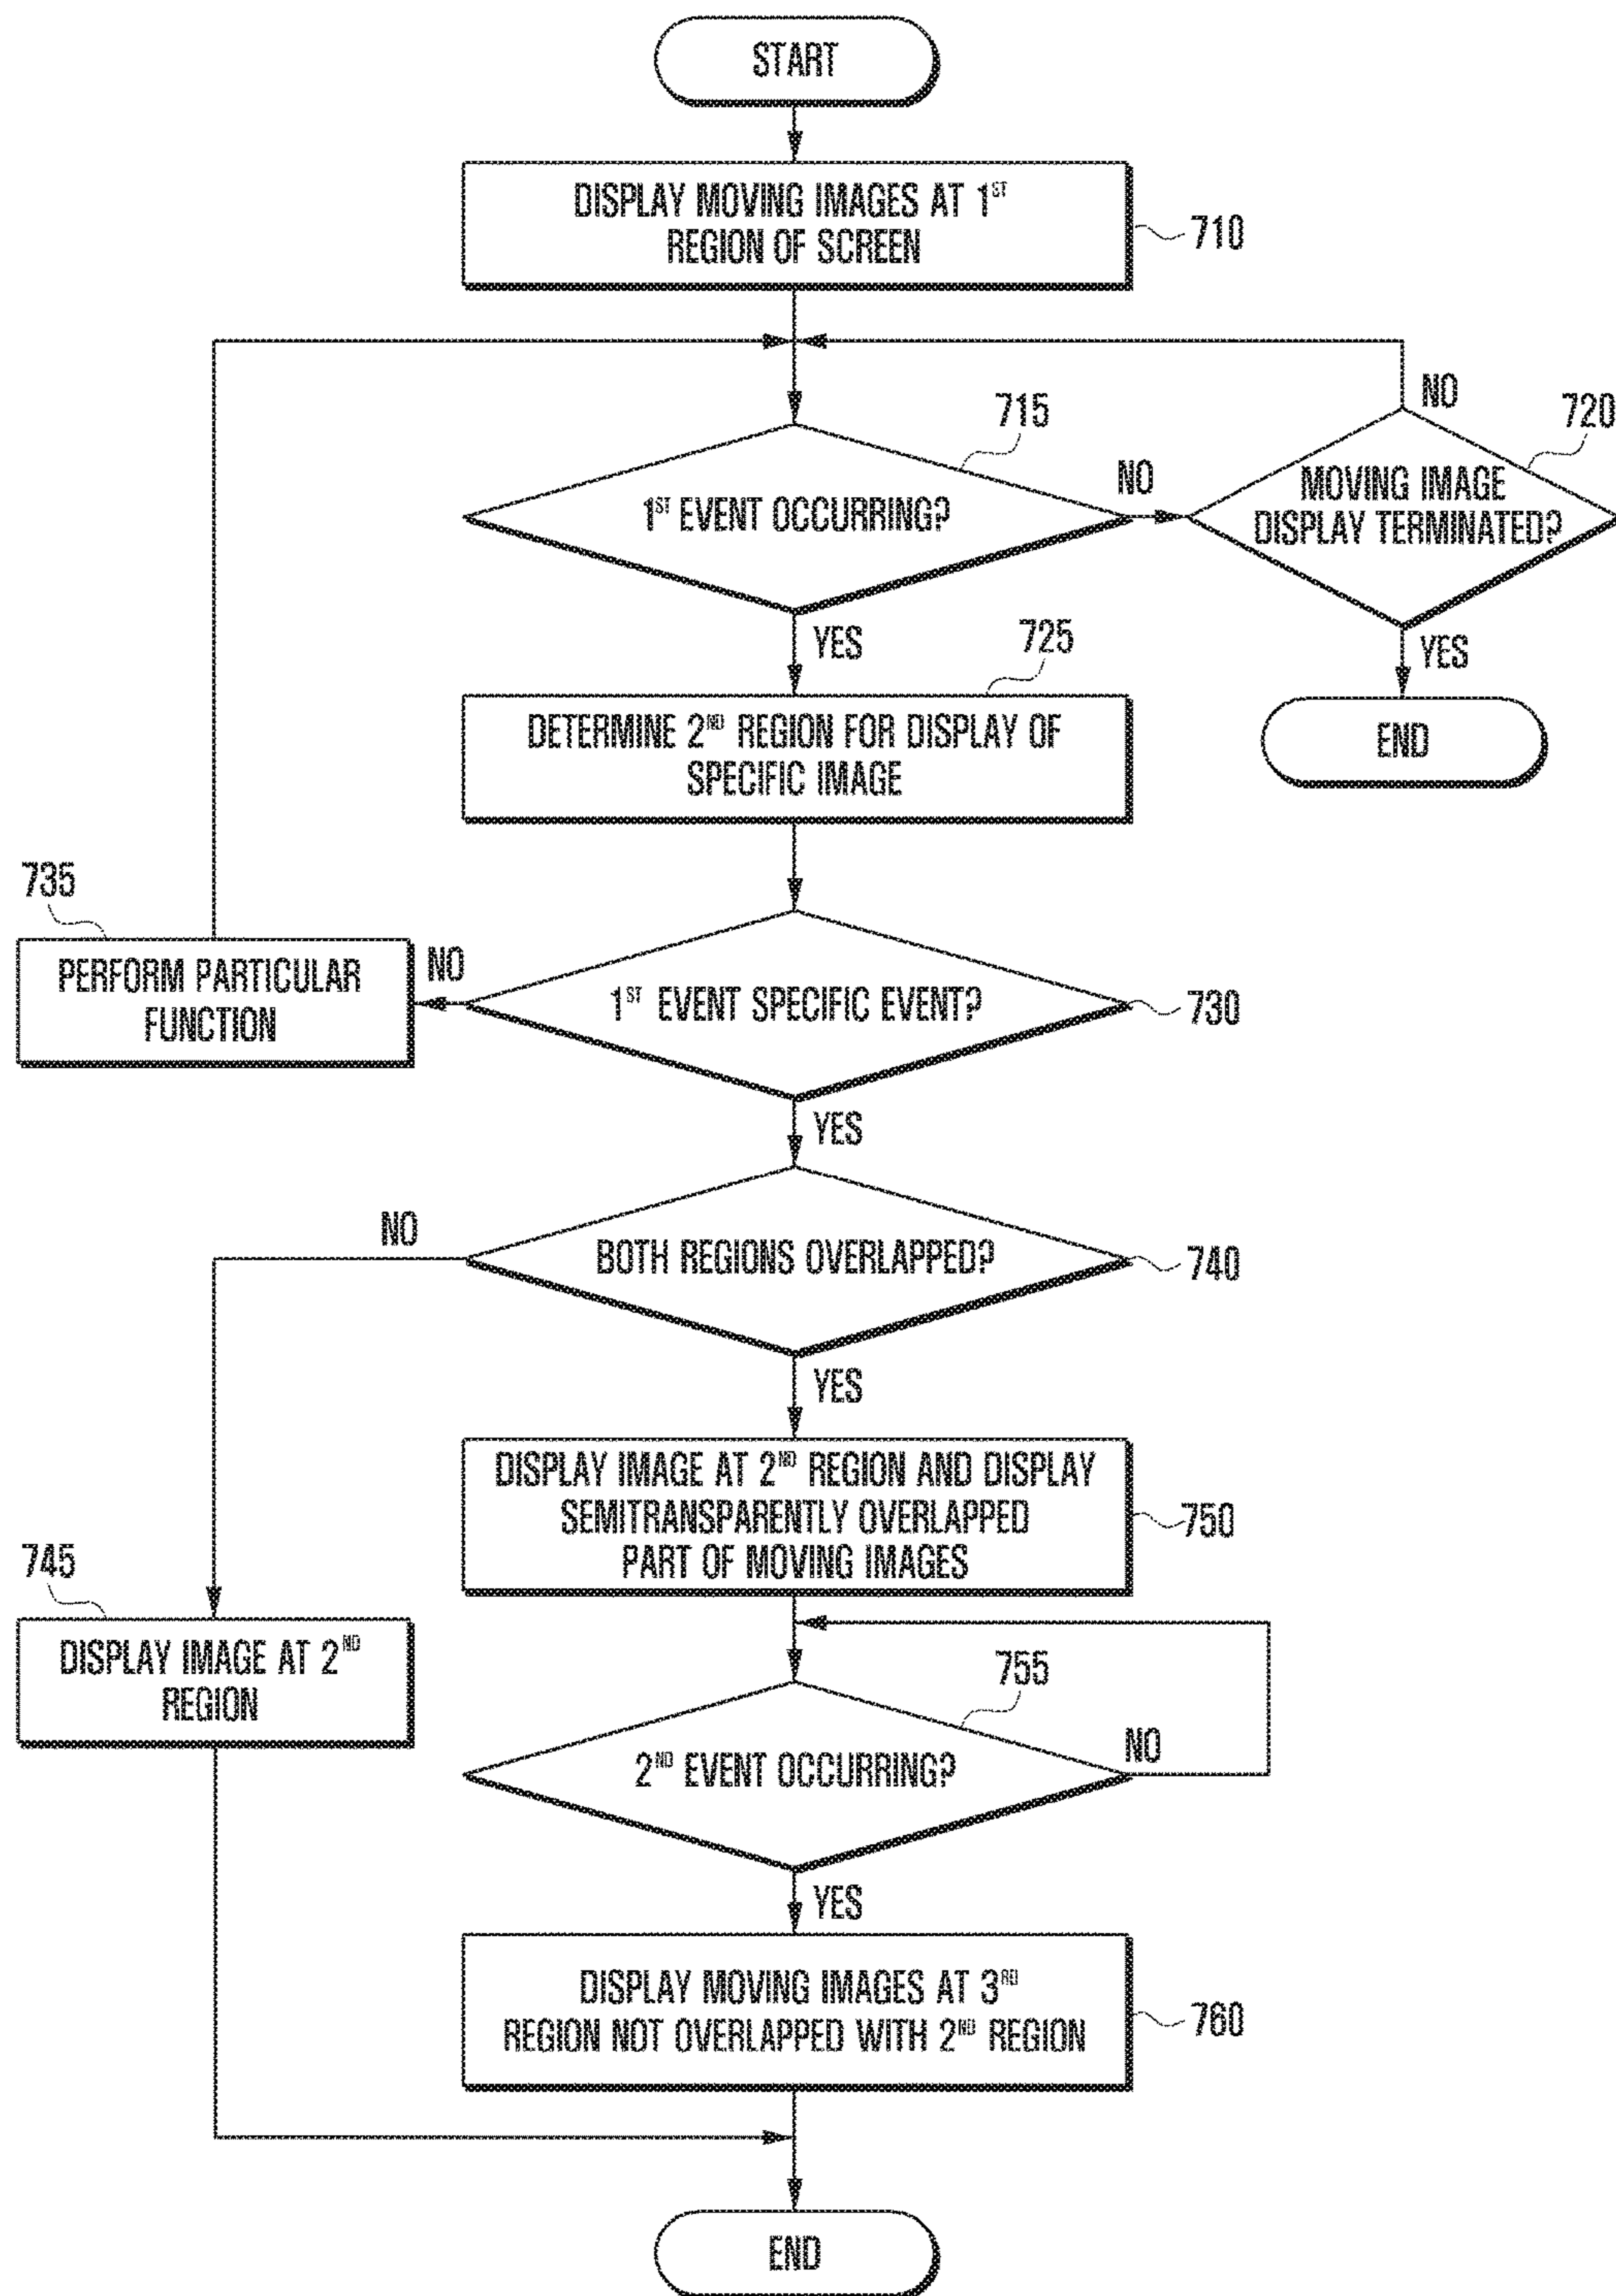 START
DISPLAY MOVING IMAGES AT 1ST
REGION OF SCREEN
710
715
NO
720
1ST EVENT OCCURRING?
NO
MOVING IMAGE
DISPLAY TERMINATED?
YES
725
YES
DETERMINE 2ND REGION FOR DISPLAY OF
SPECIFIC IMAGE
END
735
PERFORM PARTICULAR
FUNCTION
NO
1ST EVENT SPECIFIC EVENT?
730
YES
NO
BOTH REGIONS OVERLAPPED?
740
YES
DISPLAY IMAGE AT 2ND REGION AND DISPLAY
SEMITRANSPARENTLY OVERLAPPED
PART OF MOVING IMAGES
750
745
DISPLAY IMAGE AT 2ND
REGION
755
2ND EVENT OCCURRING?
NO
YES
DISPLAY MOVING IMAGES AT 3RD
REGION NOT OVERLAPPED WITH 2ND REGION
760
END